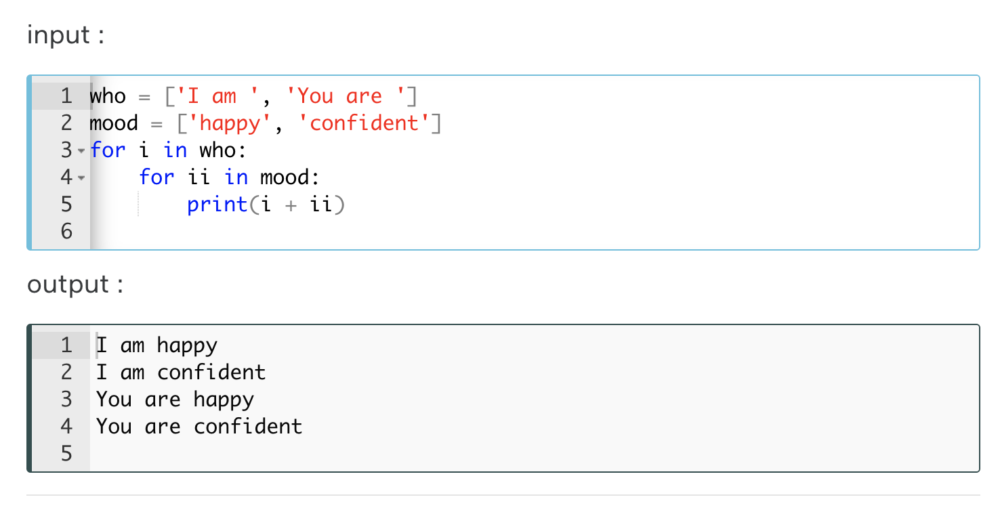 input :
1 who = ['I am ', 'You are ']
2 mood = ['happy', 'confident']
3 for i in who:
4     for ii in mood:
5         print(i + ii)
6
output :
1 I am happy
2 I am confident
3 You are happy
4 You are confident
5